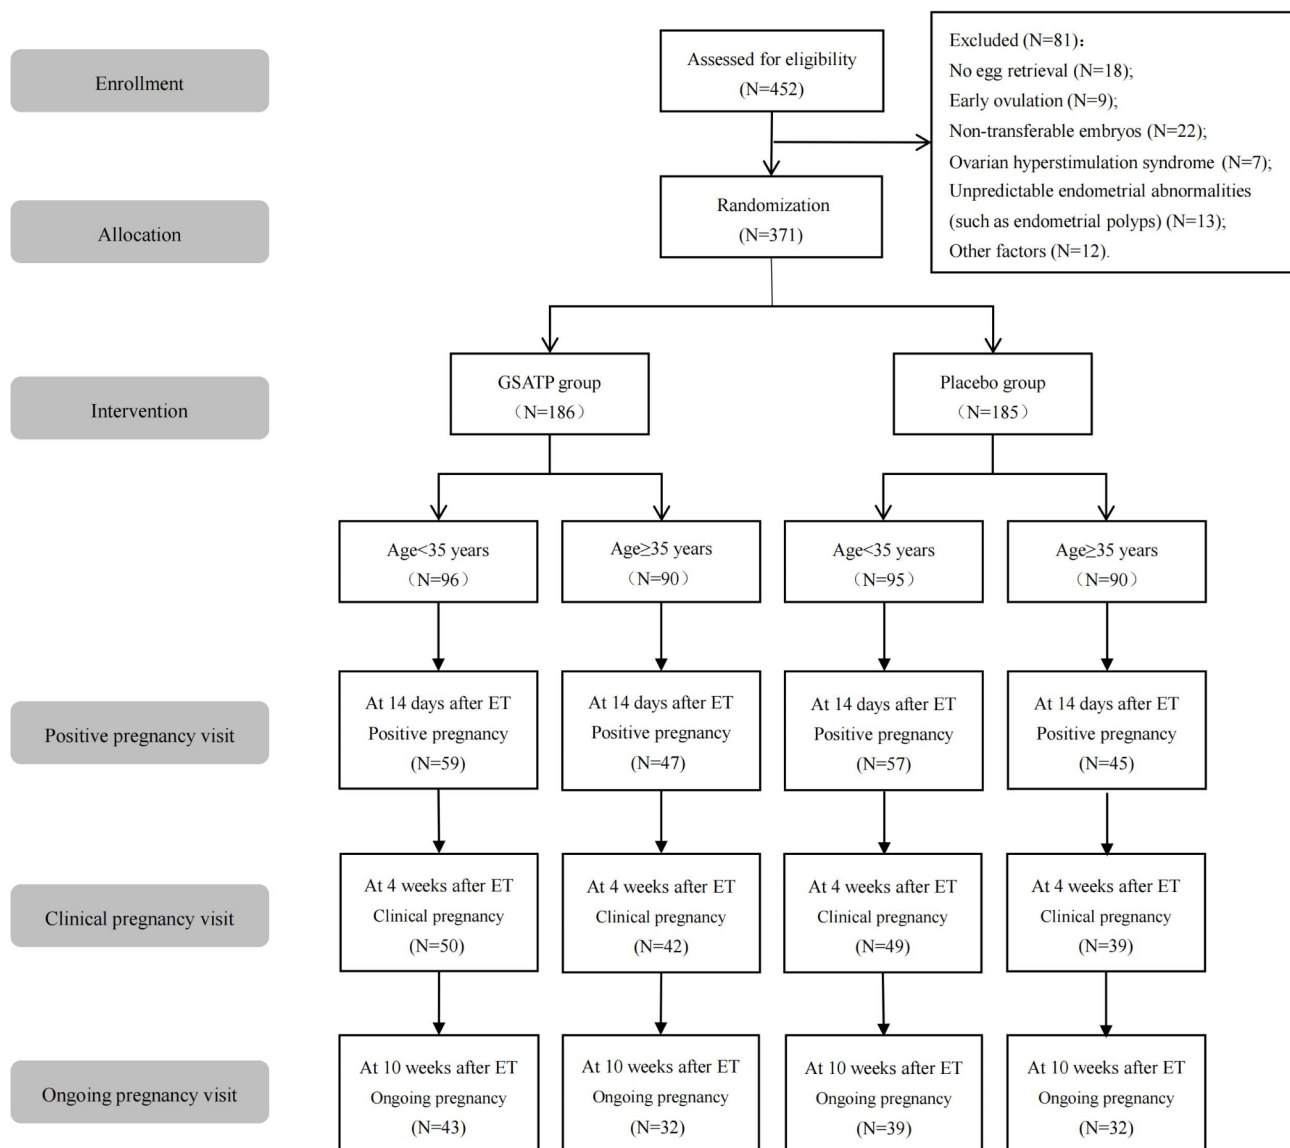 Enrollment
Assessed for eligibility
(N=452)
Excluded (N=81)：
No egg retrieval (N=18);
Early ovulation (N=9);
Non-transferable embryos (N=22);
Ovarian hyperstimulation syndrome (N=7);
Unpredictable endometrial abnormalities
(such as endometrial polyps) (N=13);
Other factors (N=12).
Allocation
Randomization
(N=371)
Intervention
GSATP group
（N=186）
Placebo group
（N=185）
Age<35 years
（N=96）
Age≥35 years
（N=90）
Age<35 years
（N=95）
Age≥35 years
（N=90）
Positive pregnancy visit
At 14 days after ET
Positive pregnancy
(N=59)
At 14 days after ET
Positive pregnancy
(N=47)
At 14 days after ET
Positive pregnancy
(N=57)
At 14 days after ET
Positive pregnancy
(N=45)
Clinical pregnancy visit
At 4 weeks after ET
Clinical pregnancy
(N=50)
At 4 weeks after ET
Clinical pregnancy
(N=42)
At 4 weeks after ET
Clinical pregnancy
(N=49)
At 4 weeks after ET
Clinical pregnancy
(N=39)
Ongoing pregnancy visit
At 10 weeks after ET
Ongoing pregnancy
(N=43)
At 10 weeks after ET
Ongoing pregnancy
(N=32)
At 10 weeks after ET
Ongoing pregnancy
(N=39)
At 10 weeks after ET
Ongoing pregnancy
(N=32)